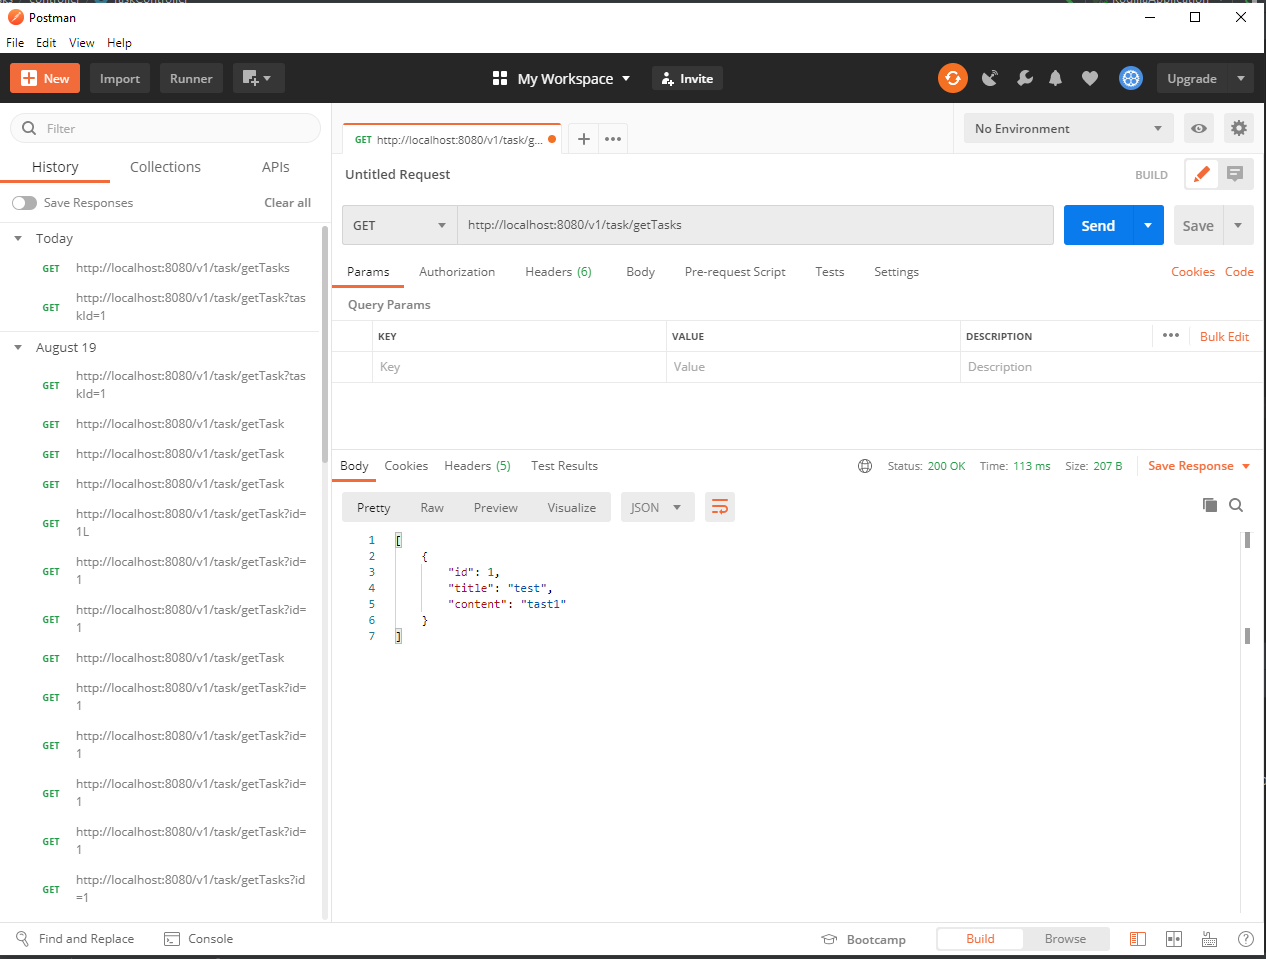 Postman
File Edit View Help
New Import Runner My Workspace Invite Upgrade
Filter
History Collections APIs
Save Responses Clear all
Today
GET http://localhost:8080/v1/task/getTasks
GET http://localhost:8080/v1/task/getTask?tas
kId=1
August 19
GET http://localhost:8080/v1/task/getTask?tas
kId=1
GET http://localhost:8080/v1/task/getTask
GET http://localhost:8080/v1/task/getTask
GET http://localhost:8080/v1/task/getTask
GET http://localhost:8080/v1/task/getTask?id=
1L
GET http://localhost:8080/v1/task/getTask?id=
1
GET http://localhost:8080/v1/task/getTask?id=
1
GET http://localhost:8080/v1/task/getTask
GET http://localhost:8080/v1/task/getTask?id=
1
GET http://localhost:8080/v1/task/getTask?id=
1
GET http://localhost:8080/v1/task/getTask?id=
1
GET http://localhost:8080/v1/task/getTask?id=
1
GET http://localhost:8080/v1/task/getTasks?id
=1
GET http://localhost:8080/v1/task/g...
No Environment
Untitled Request BUILD
GET http://localhost:8080/v1/task/getTasks Send Save
Params Authorization Headers (6) Body Pre-request Script Tests Settings Cookies Code
Query Params
KEY VALUE DESCRIPTION Bulk Edit
Key Value Description
Body Cookies Headers (5) Test Results Status: 200 OK Time: 113 ms Size: 207 B Save Response
Pretty Raw Preview Visualize JSON
1 [
2 {
3 "id": 1,
4 "title": "test",
5 "content": "tast1"
6 }
7 ]
Find and Replace Console Bootcamp Build Browse